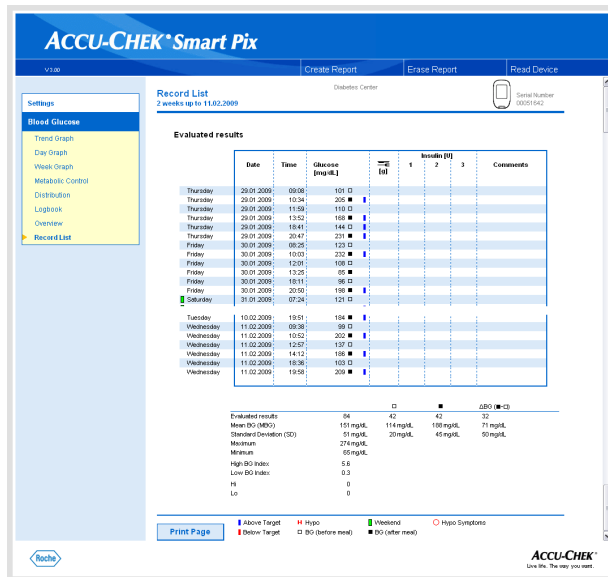 ACCU-CHEK® Smart Pix
V3.00 Create Report Erase Report Read Device
Settings
Blood Glucose
Trend Graph
Day Graph
Week Graph
Metabolic Control
Distribution
Logbook
Overview
Record List
Record List
2 weeks up to 11.02.2009
Diabetes Center
Serial Number
00051642
Evaluated results
Insulin [U]
Date Time Glucose [mg/dL] [g] 1 2 3 Comments
Thursday 29.01.2009 09:08 101 □
Thursday 29.01.2009 10:34 205 ■
Thursday 29.01.2009 11:59 110 □
Thursday 29.01.2009 13:52 168 ■
Thursday 29.01.2009 18:41 144 □
Thursday 29.01.2009 20:47 231 ■
Friday 30.01.2009 08:25 123 □
Friday 30.01.2009 10:03 232 ■
Friday 30.01.2009 12:01 108 □
Friday 30.01.2009 13:25 85 ■
Friday 30.01.2009 18:11 96 □
Friday 30.01.2009 20:50 198 ■
Saturday 31.01.2009 07:24 121 □
Tuesday 10.02.2009 19:51 184 ■
Wednesday 11.02.2009 09:38 99 □
Wednesday 11.02.2009 10:52 202 ■
Wednesday 11.02.2009 12:57 137 □
Wednesday 11.02.2009 14:12 186 ■
Wednesday 11.02.2009 18:36 103 □
Wednesday 11.02.2009 19:58 209 ■
□ ■ ΔBG (■-□)
Evaluated results 84 42 42 32
Mean BG (MBG) 151 mg/dL 114 mg/dL 188 mg/dL 71 mg/dL
Standard Deviation (SD) 51 mg/dL 20 mg/dL 45 mg/dL 50 mg/dL
Maximum 274 mg/dL
Minimum 65 mg/dL
High BG Index 5.6
Low BG Index 0.3
Hi 0
Lo 0
Print Page
Above Target H Hypo Weekend Hypo Symptoms
Below Target □ BG (before meal) ■ BG (after meal)
Roche
ACCU-CHEK®
Live life. The way you want.